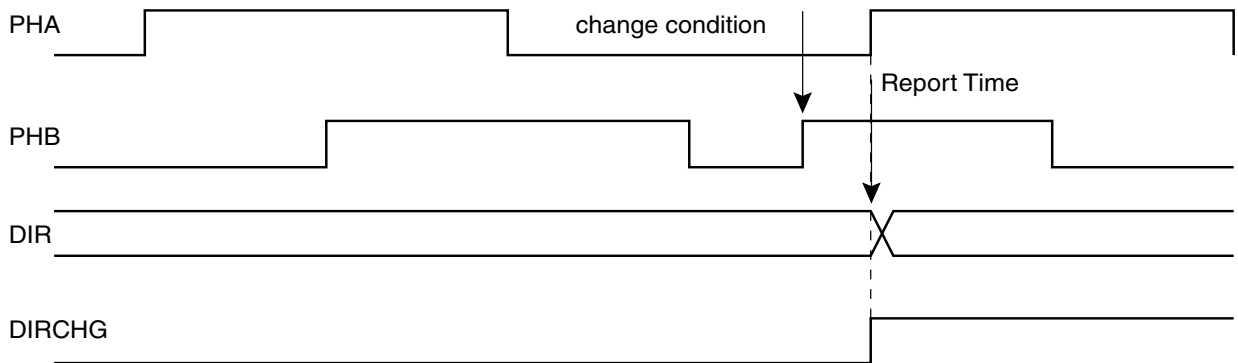 PHA
change condition
Report Time
PHB
DIR
DIRCHG